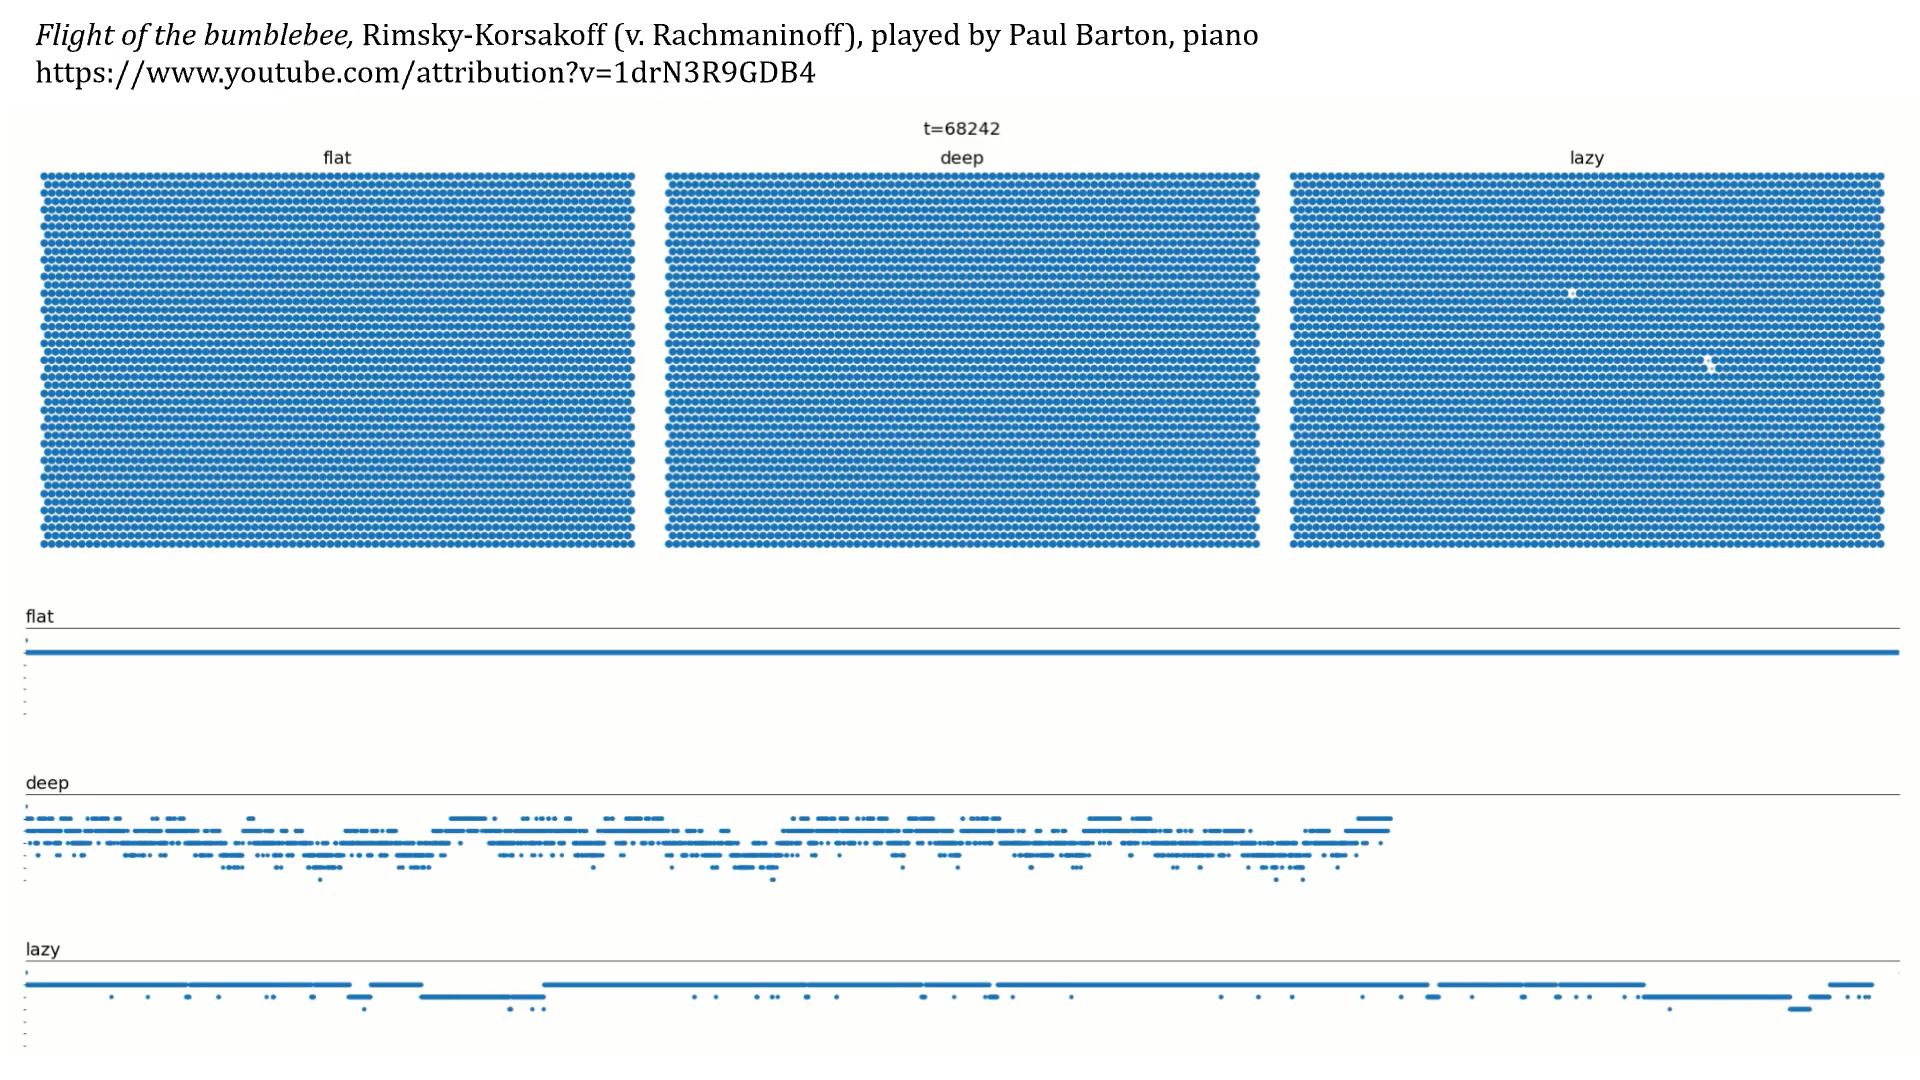 Flight of the bumblebee, Rimsky-Korsakoff (v. Rachmaninoff), played by Paul Barton, piano
https://www.youtube.com/attribution?v=1drN3R9GDB4
t=68242
flat
deep
lazy
flat
deep
lazy